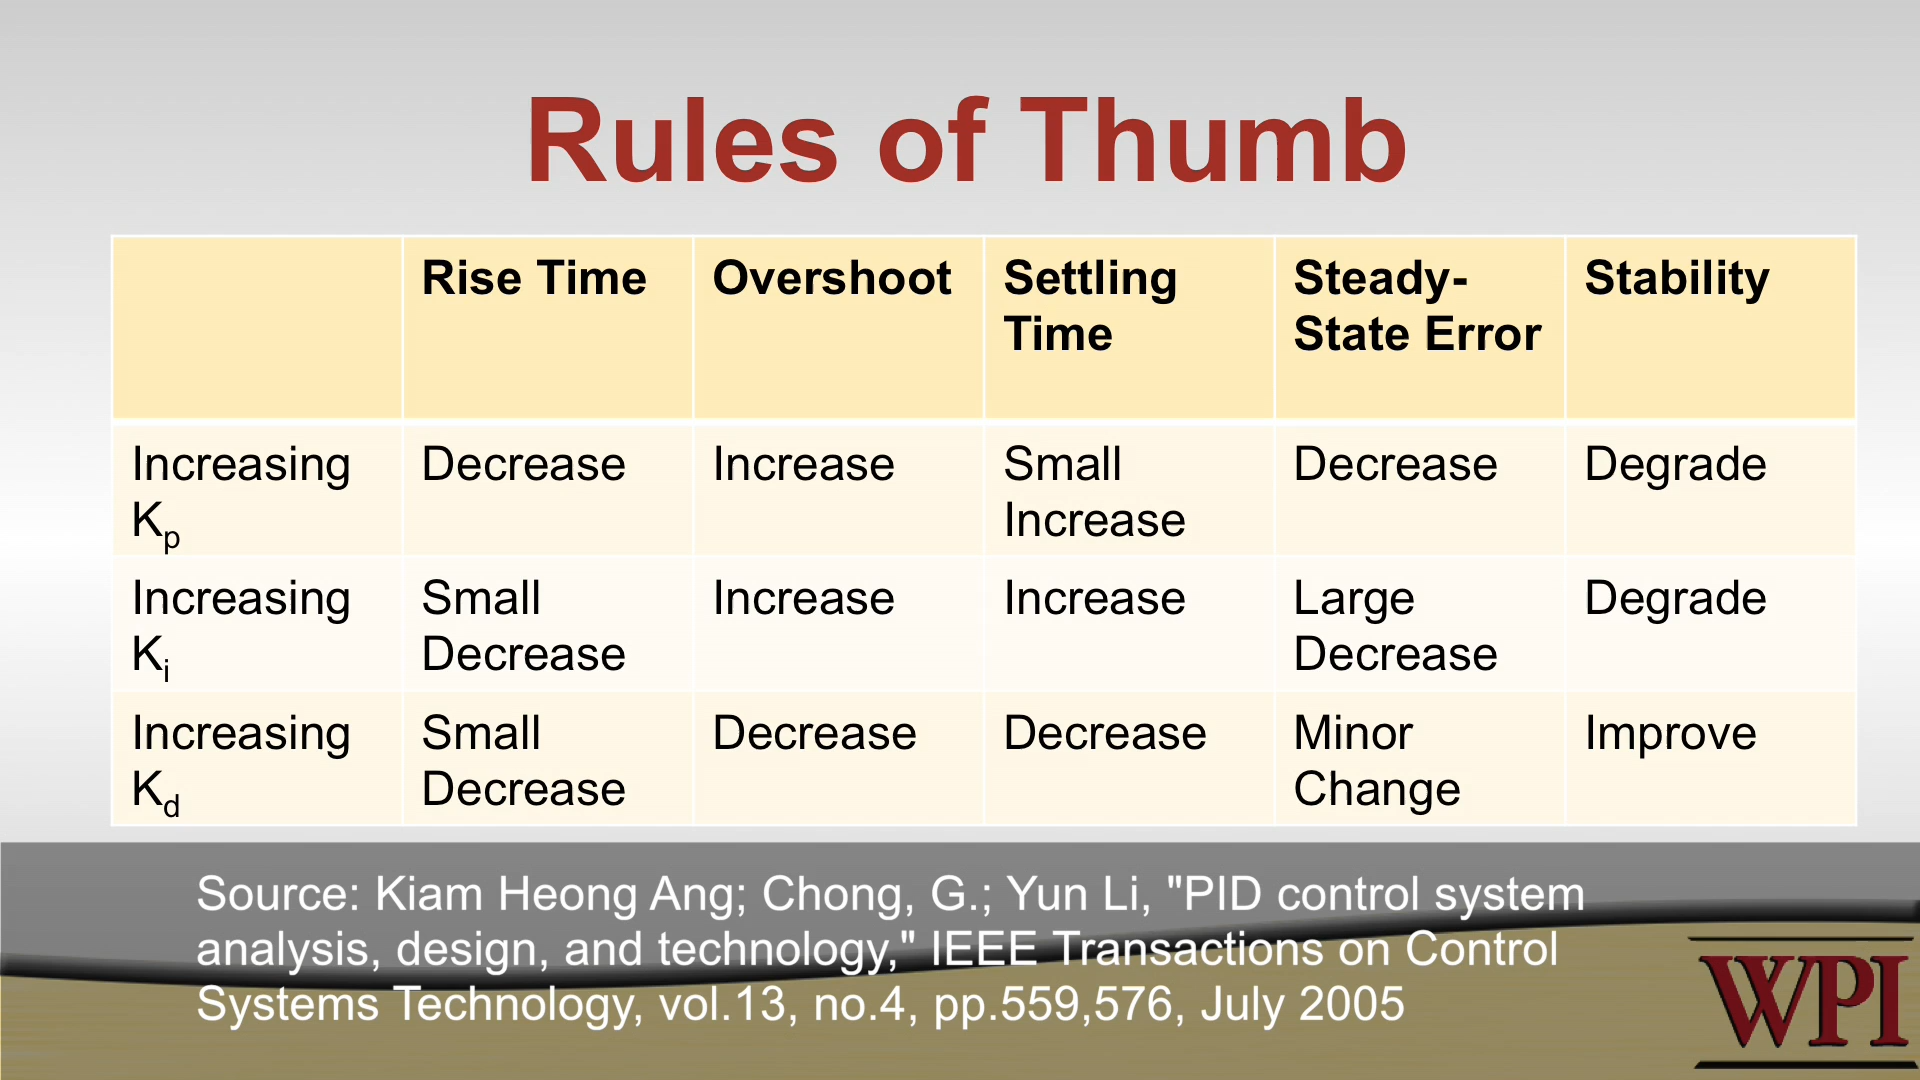 Rules of Thumb
Rise Time Overshoot Settling Time Steady-State Error Stability
Increasing Kp Decrease Increase Small Increase Decrease Degrade
Increasing Ki Small Decrease Increase Increase Large Decrease Degrade
Increasing Kd Small Decrease Decrease Decrease Minor Change Improve
Source: Kiam Heong Ang; Chong, G.; Yun Li, "PID control system
analysis, design, and technology," IEEE Transactions on Control
Systems Technology, vol.13, no.4, pp.559,576, July 2005
WPI